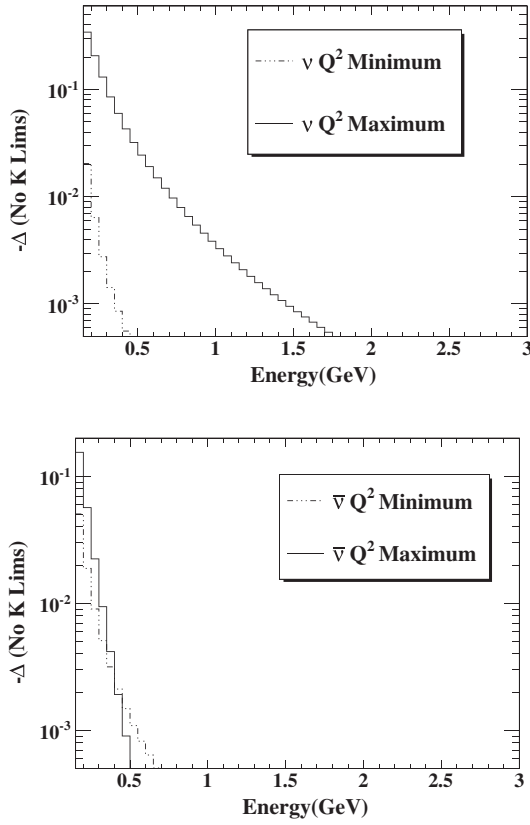 -Δ (No K Lims)
10⁻¹
10⁻²
10⁻³
ν Q² Minimum
ν Q² Maximum
0.5 1 1.5 2 2.5 3
Energy(GeV)
-Δ (No K Lims)
10⁻¹
10⁻²
10⁻³
ν̅ Q² Minimum
ν̅ Q² Maximum
0.5 1 1.5 2 2.5 3
Energy(GeV)